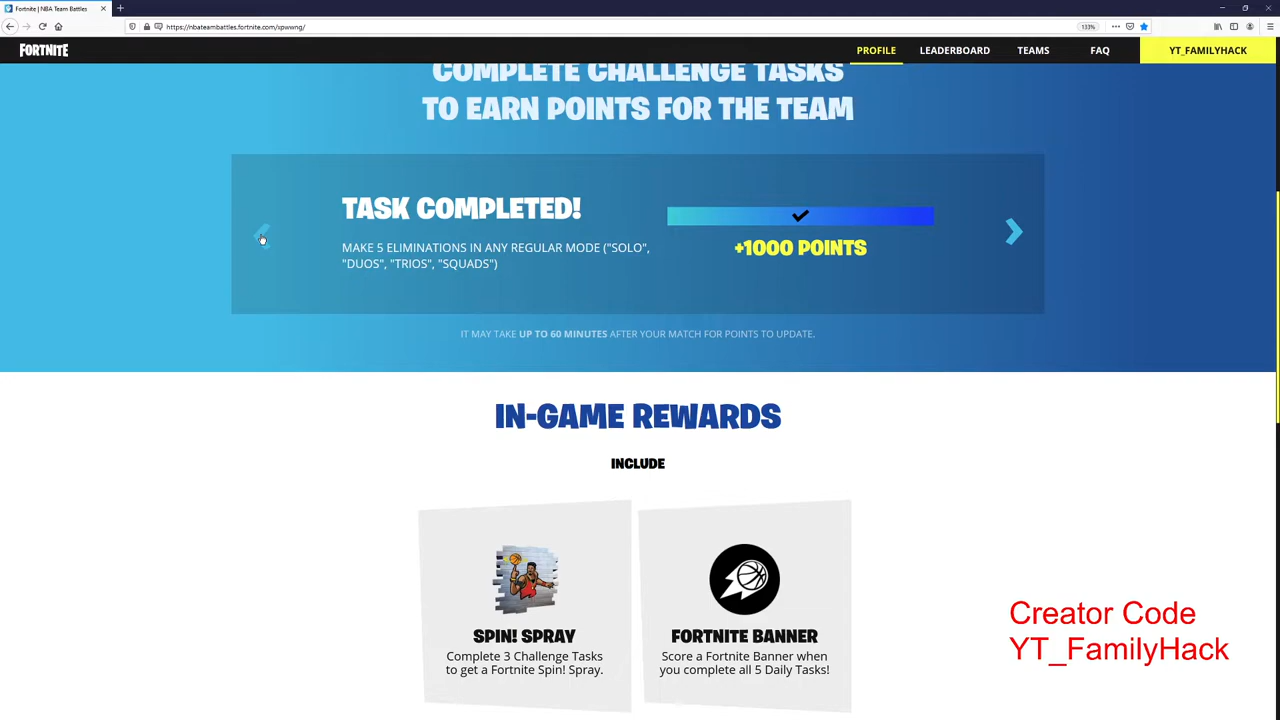 Fortnite | NBA Team Battles
https://nbateambattles.fortnite.com/xpwwng/
133%
FORTNITE
PROFILE
LEADERBOARD
TEAMS
FAQ
YT_FAMILYHACK
COMPLETE CHALLENGE TASKS
TO EARN POINTS FOR THE TEAM
TASK COMPLETED!
MAKE 5 ELIMINATIONS IN ANY REGULAR MODE ("SOLO",
"DUOS", "TRIOS", "SQUADS")
+1000 POINTS
IT MAY TAKE UP TO 60 MINUTES AFTER YOUR MATCH FOR POINTS TO UPDATE.
IN-GAME REWARDS
INCLUDE
SPIN! SPRAY
Complete 3 Challenge Tasks
to get a Fortnite Spin! Spray.
FORTNITE BANNER
Score a Fortnite Banner when
you complete all 5 Daily Tasks!
Creator Code
YT_FamilyHack